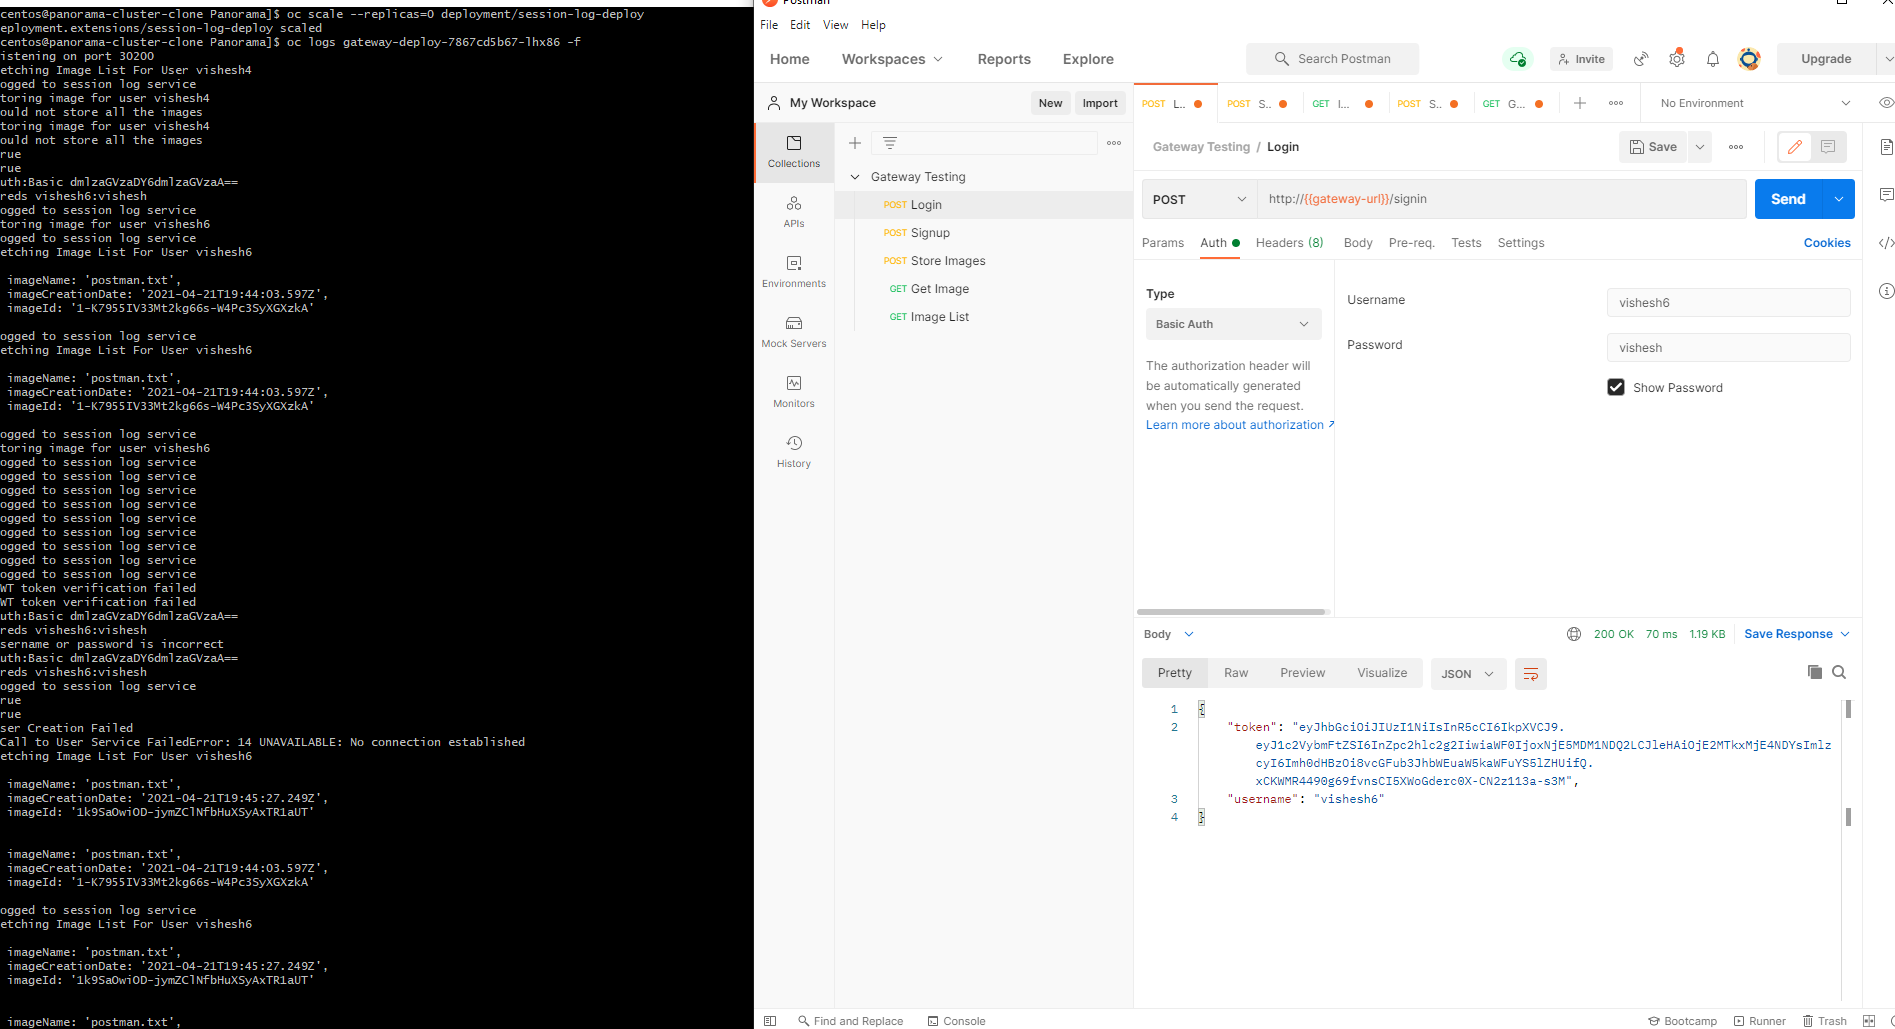 centos@panorama-cluster-clone Panorama]$ oc scale --replicas=0 deployment/session-log-deploy
eployment.extensions/session-log-deploy scaled
centos@panorama-cluster-clone Panorama]$ oc logs gateway-deploy-7867cd5b67-lhx86 -f
istening on port 30200
etching Image List For User vishesh4
ogged to session log service
toring image for user vishesh4
ould not store all the images
toring image for user vishesh4
ould not store all the images
rue
rue
uth:Basic dmlzaGVzaDY6dmlzaGVzaA==
reds vishesh6:vishesh
ogged to session log service
toring image for user vishesh6
ogged to session log service
etching Image List For User vishesh6
imageName: 'postman.txt',
imageCreationDate: '2021-04-21T19:44:03.597Z',
imageId: '1-K7955IV33Mt2kg66s-W4Pc3SyXGXzkA'
ogged to session log service
etching Image List For User vishesh6
imageName: 'postman.txt',
imageCreationDate: '2021-04-21T19:44:03.597Z',
imageId: '1-K7955IV33Mt2kg66s-W4Pc3SyXGXzkA'
ogged to session log service
toring image for user vishesh6
ogged to session log service
ogged to session log service
ogged to session log service
ogged to session log service
ogged to session log service
ogged to session log service
ogged to session log service
ogged to session log service
ogged to session log service
WT token verification failed
WT token verification failed
uth:Basic dmlzaGVzaDY6dmlzaGVzaA==
reds vishesh6:vishesh
sername or password is incorrect
uth:Basic dmlzaGVzaDY6dmlzaGVzaA==
reds vishesh6:vishesh
ogged to session log service
rue
rue
ser Creation Failed
Call to User Service FailedError: 14 UNAVAILABLE: No connection established
etching Image List For User vishesh6
imageName: 'postman.txt',
imageCreationDate: '2021-04-21T19:45:27.249Z',
imageId: '1k9SaOwiOD-jymZClNfbHuXSyAxTR1aUT'
imageName: 'postman.txt',
imageCreationDate: '2021-04-21T19:44:03.597Z',
imageId: '1-K7955IV33Mt2kg66s-W4Pc3SyXGXzkA'
ogged to session log service
etching Image List For User vishesh6
imageName: 'postman.txt',
imageCreationDate: '2021-04-21T19:45:27.249Z',
imageId: '1k9SaOwiOD-jymZClNfbHuXSyAxTR1aUT'
imageName: 'postman.txt',
Postman
File Edit View Help
Home Workspaces Reports Explore Search Postman Invite Upgrade
My Workspace New Import
POST L.. POST S.. GET I... POST S.. GET G... No Environment
Collections
APIs
Environments
Mock Servers
Monitors
History
Gateway Testing
POST Login
POST Signup
POST Store Images
GET Get Image
GET Image List
Gateway Testing / Login Save
POST http://{{gateway-url}}/signin Send
Params Auth Headers (8) Body Pre-req. Tests Settings Cookies
Type
Basic Auth
The authorization header will
be automatically generated
when you send the request.
Learn more about authorization ↗
Username vishesh6
Password vishesh
Show Password
Body 200 OK 70 ms 1.19 KB Save Response
Pretty Raw Preview Visualize JSON
1 {
2 "token": "eyJhbGciOiJIUzI1NiIsInR5cCI6IkpXVCJ9.
eyJ1c2VybmFtZSI6InZpc2hlc2g2IiwiaWF0IjoxNjE5MDM1NDQ2LCJleHAiOjE2MTkxMjE4NDYsImlz
cyI6Imh0dHBzOi8vcGFub3JhbWEuaW5kaWFuYS5lZHUifQ.
xCKWMR4490g69fvnsCI5XWoGderc0X-CN2z113a-s3M",
3 "username": "vishesh6"
4 }
Find and Replace Console Bootcamp Runner Trash